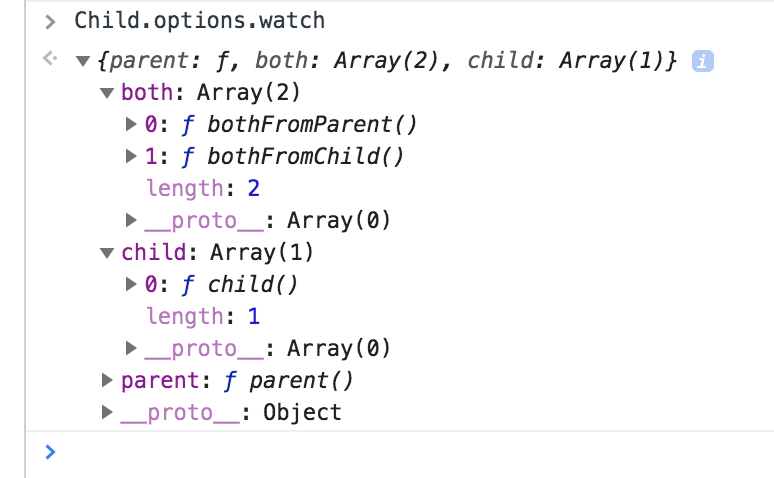 > Child.options.watch
<· ▼{parent: ƒ, both: Array(2), child: Array(1)} i
▼both: Array(2)
▶0: ƒ bothFromParent()
▶1: ƒ bothFromChild()
length: 2
▶__proto__: Array(0)
▼child: Array(1)
▶0: ƒ child()
length: 1
▶__proto__: Array(0)
▶parent: ƒ parent()
▶__proto__: Object
>